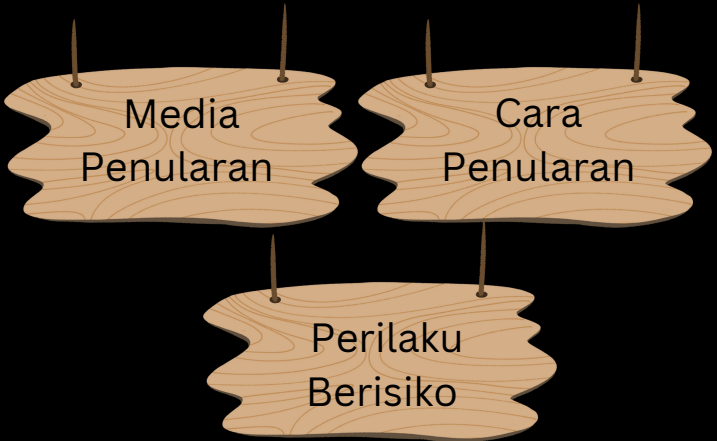 Media
Penularan
Cara
Penularan
Perilaku
Berisiko